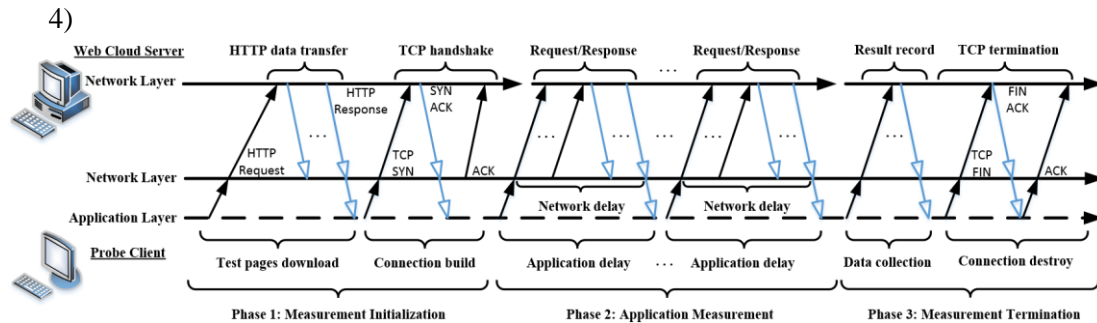 4)
Web Cloud Server HTTP data transfer TCP handshake Request/Response Request/Response Result record TCP termination
...
Network Layer
HTTP Response SYN ACK FIN ACK
... ... ... ... ... ...
HTTP Request TCP SYN ACK TCP FIN ACK
Network Layer
Network delay Network delay
Application Layer
Probe Client
Test pages download Connection build Application delay ... Application delay Data collection Connection destroy
Phase 1: Measurement Initialization Phase 2: Application Measurement Phase 3: Measurement Termination